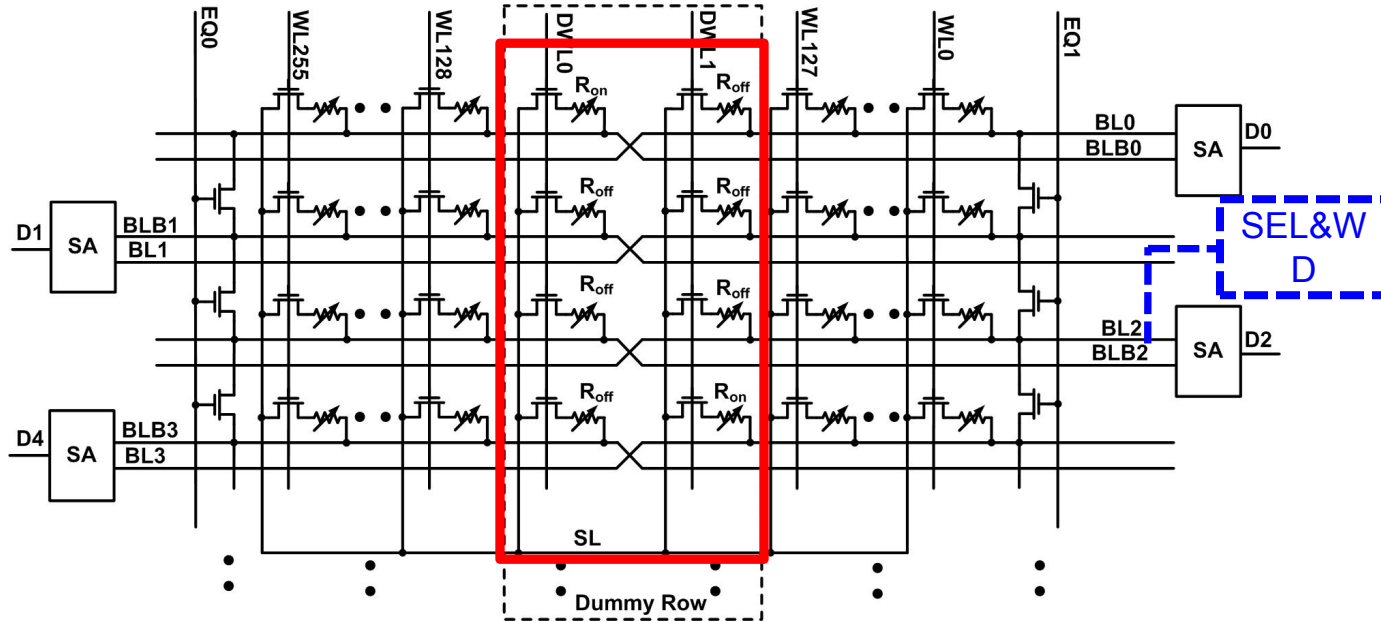 EQ0
WL255
WL128
DWL0
DWL1
WL127
WL0
EQ1
Ron
Roff
BL0
BLB0
SA
D0
Roff
Roff
SEL&W
D
D1
SA
BLB1
BL1
Roff
Roff
BL2
BLB2
SA
D2
Roff
Ron
D4
SA
BLB3
BL3
SL
Dummy Row